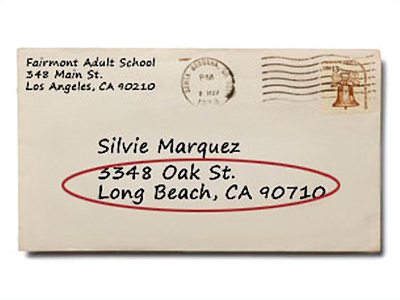 Fairmont Adult School
348 Main St.
Los Angeles, CA 90210
PM
Silvie Marquez
3348 Oak St.
Long Beach, CA 90710